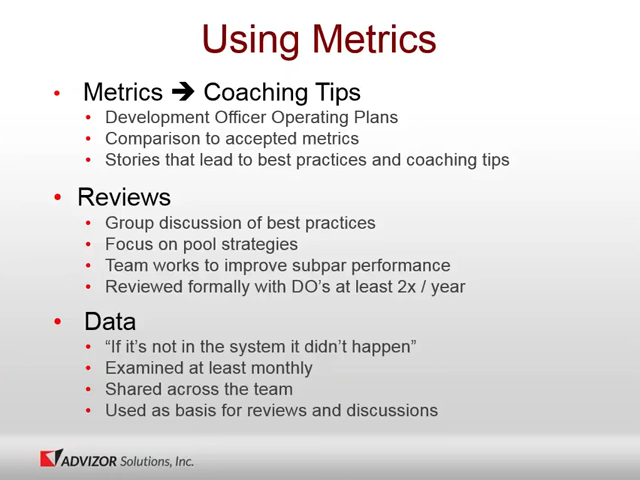 Using Metrics
• Metrics ➔ Coaching Tips
• Development Officer Operating Plans
• Comparison to accepted metrics
• Stories that lead to best practices and coaching tips
• Reviews
• Group discussion of best practices
• Focus on pool strategies
• Team works to improve subpar performance
• Reviewed formally with DO’s at least 2x / year
• Data
• “If it’s not in the system it didn’t happen”
• Examined at least monthly
• Shared across the team
• Used as basis for reviews and discussions
ADVIZOR Solutions, Inc.